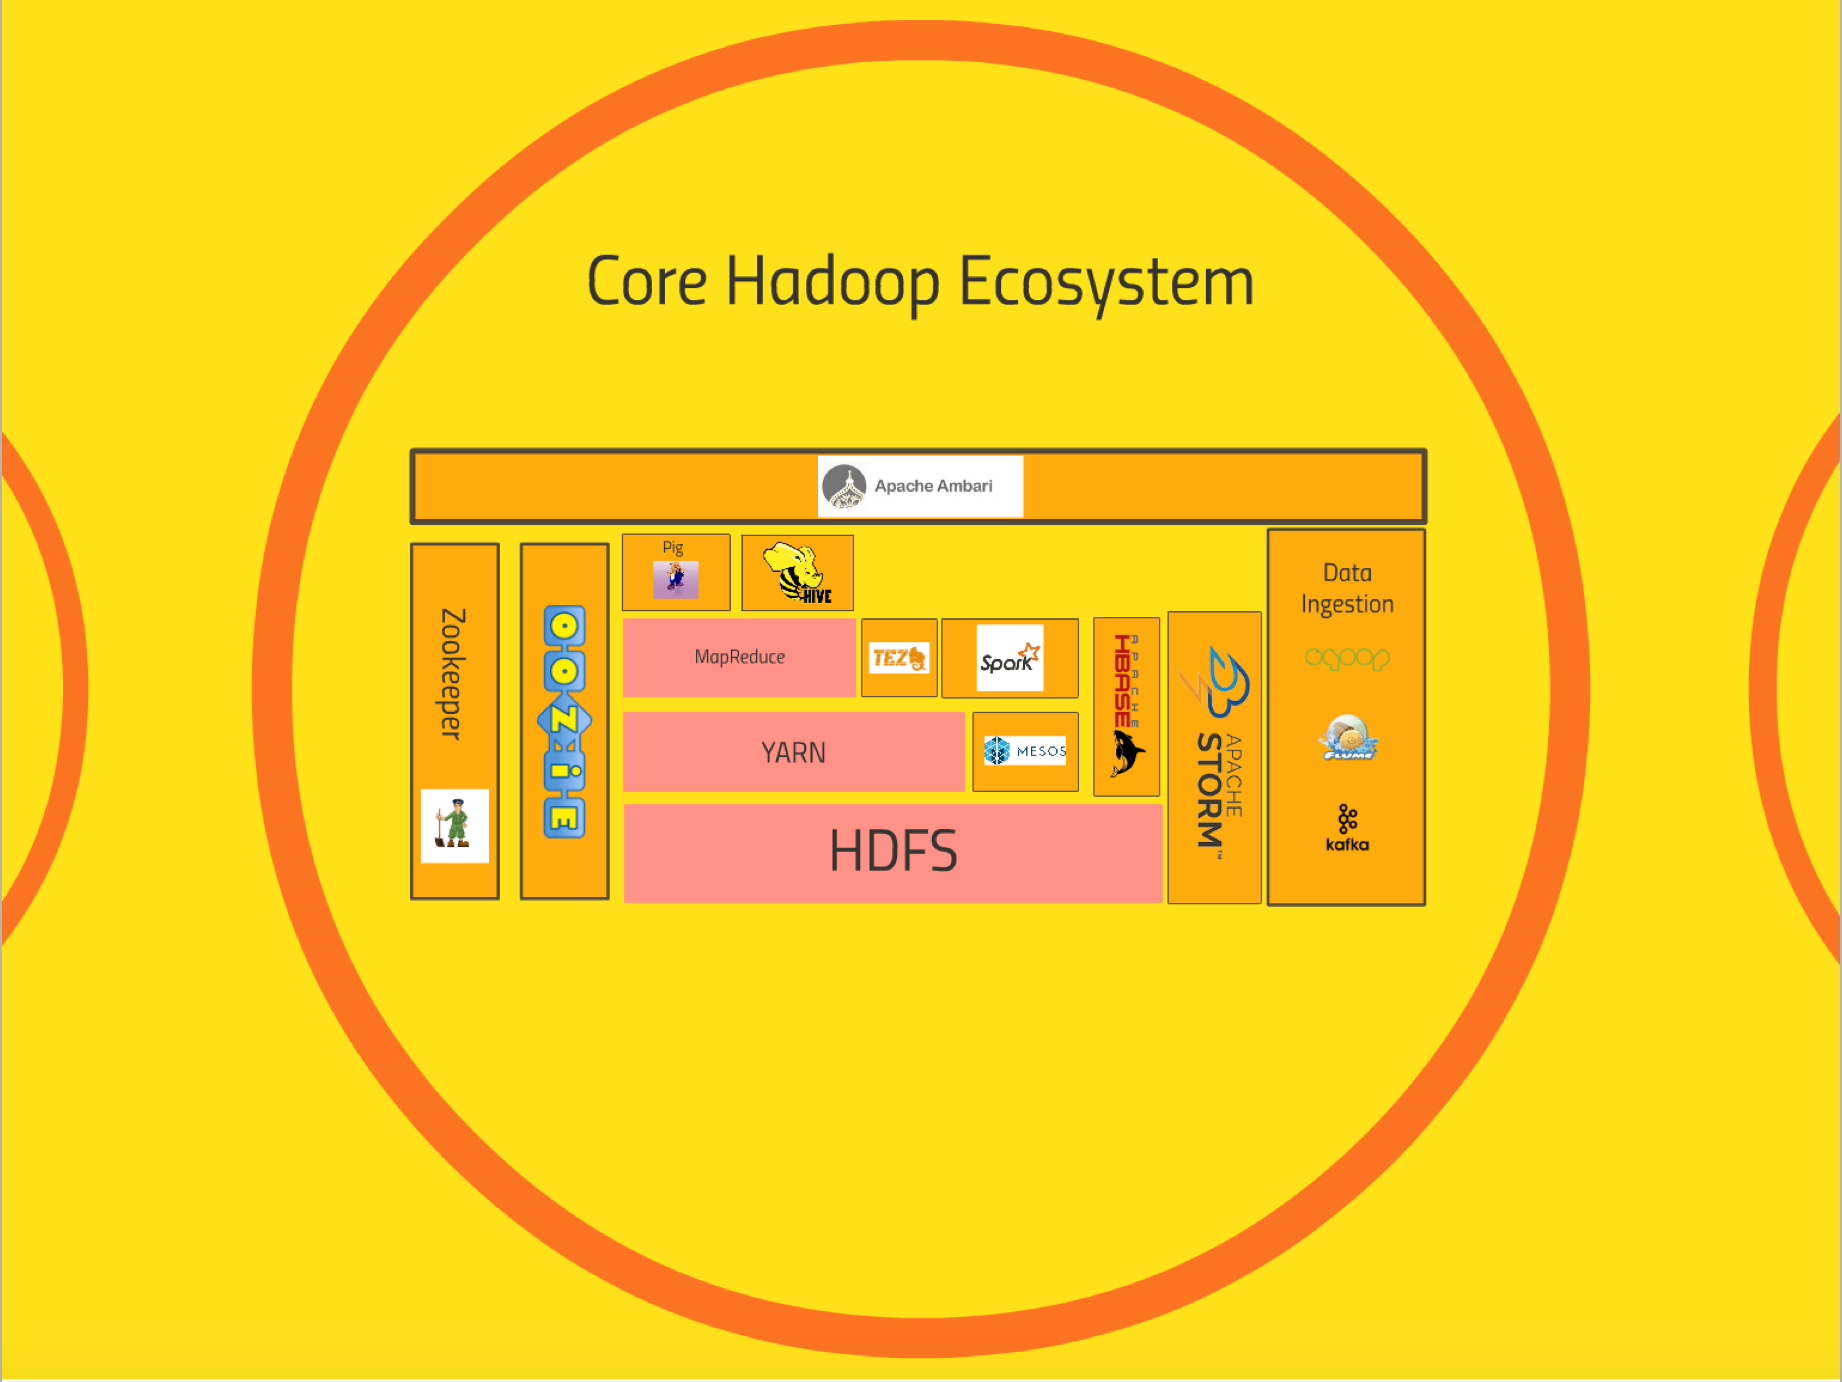 Core Hadoop Ecosystem
Apache Ambari
Zookeeper
OOZiE
Pig
HIVE
MapReduce
TEZ
Spark
YARN
MESOS
HDFS
APACHE
HBASE
APACHE
STORM™
Data
Ingestion
sqoop
FLUME
kafka